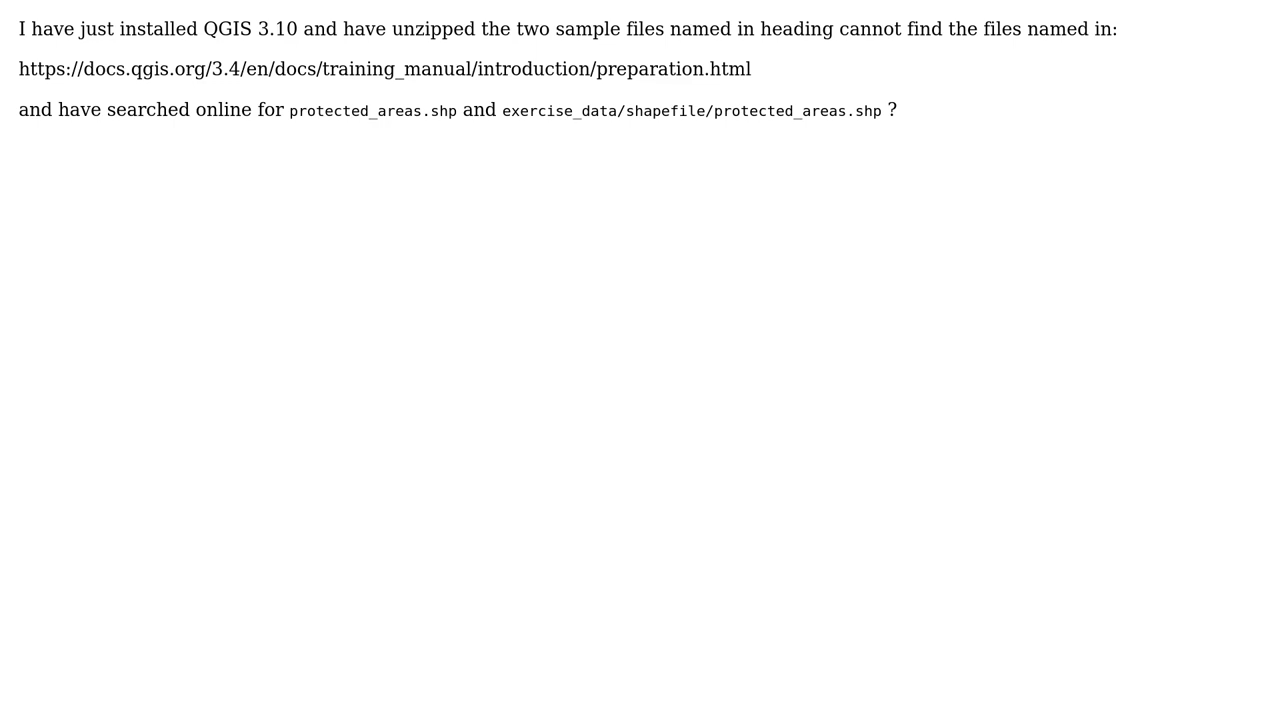 I have just installed QGIS 3.10 and have unzipped the two sample files named in heading cannot find the files named in:
https://docs.qgis.org/3.4/en/docs/training_manual/introduction/preparation.html
and have searched online for protected_areas.shp and exercise_data/shapefile/protected_areas.shp ?